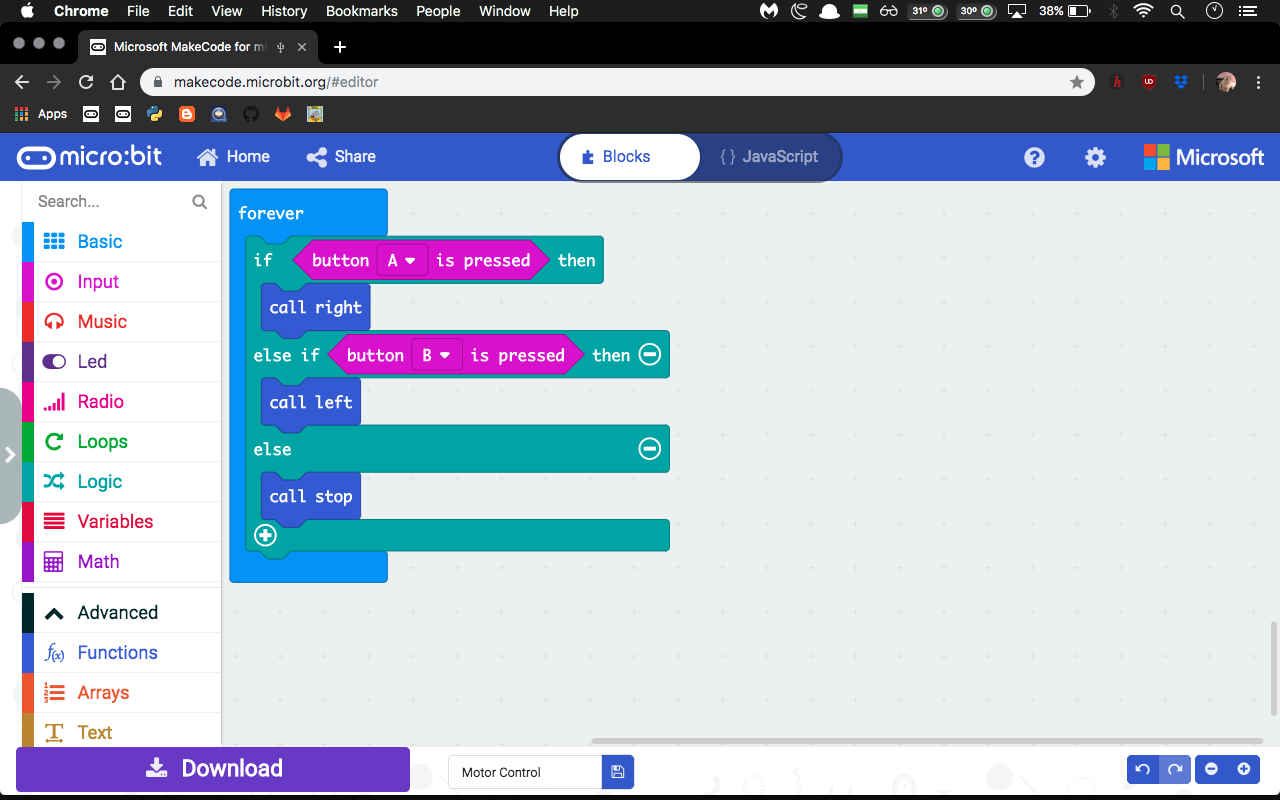 Chrome File Edit View History Bookmarks People Window Help 31º 30º 38%
Microsoft MakeCode for mi
makecode.microbit.org/#editor
Apps
micro:bit Home Share Blocks {} JavaScript ? Microsoft
Search...
Basic
Input
Music
Led
Radio
Loops
Logic
Variables
Math
Advanced
f(x) Functions
Arrays
Text
forever
if button A is pressed then
call right
else if button B is pressed then
call left
else
call stop
Download
Motor Control